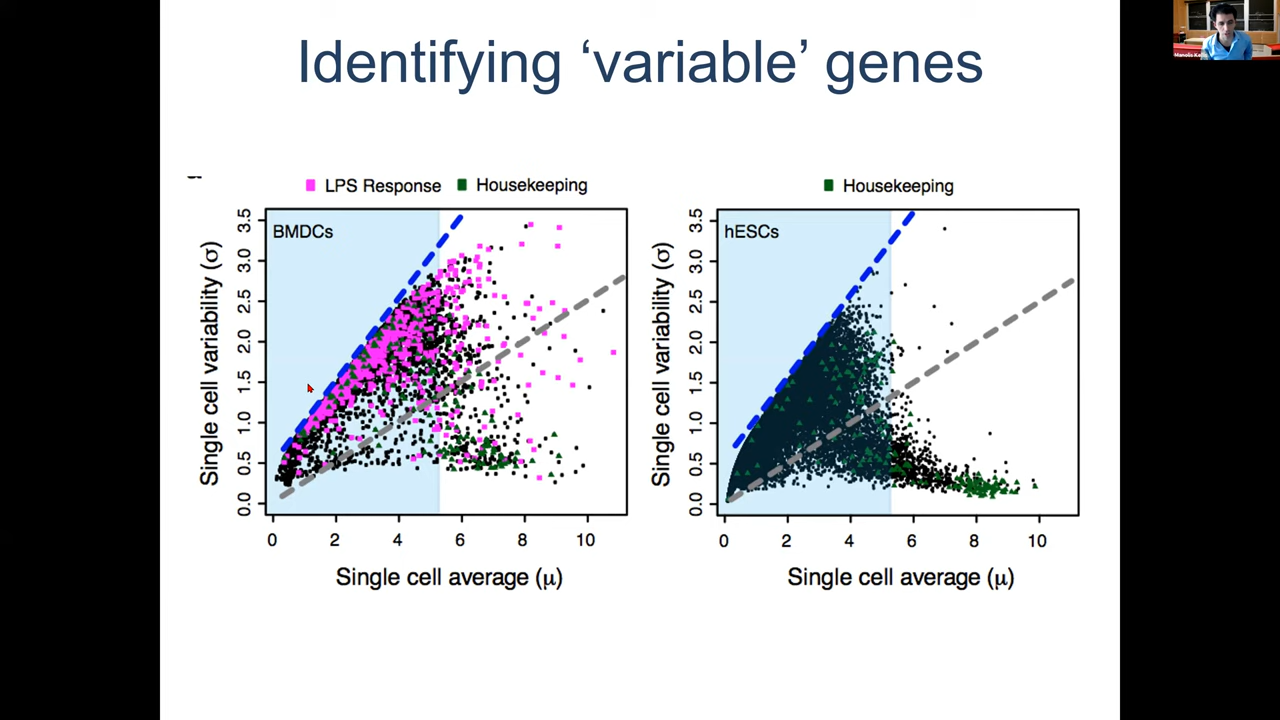 Identifying ‘variable’ genes
LPS Response
Housekeeping
BMDCs
3.5
3.0
2.5
2.0
1.5
1.0
0.5
0.0
Single cell variability (σ)
0 2 4 6 8 10
Single cell average (μ)
Housekeeping
hESCs
3.5
3.0
2.5
2.0
1.5
1.0
0.5
0.0
Single cell variability (σ)
0 2 4 6 8 10
Single cell average (μ)
Manolis